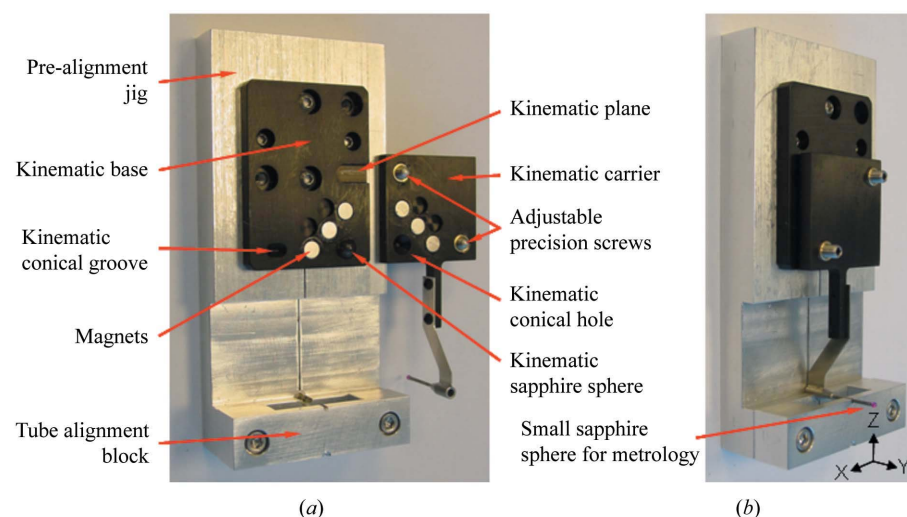 Pre-alignment
jig
Kinematic base
Kinematic
conical groove
Magnets
Tube alignment
block
Kinematic plane
Kinematic carrier
Adjustable
precision screws
Kinematic
conical hole
Kinematic
sapphire sphere
Small sapphire
sphere for metrology
Z
X
Y
(a)
(b)